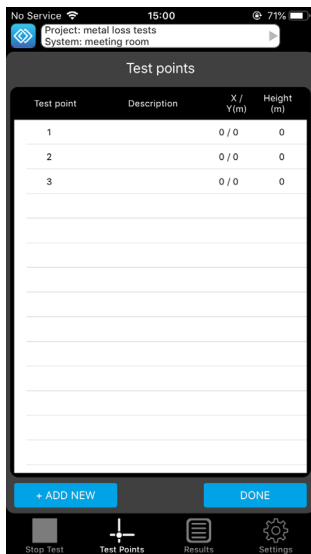 No Service 15:00 71%
Project: metal loss tests
System: meeting room
Test points
Test point Description X / Y(m) Height (m)
1 0 / 0 0
2 0 / 0 0
3 0 / 0 0
+ ADD NEW DONE
Stop Test Test Points Results Settings